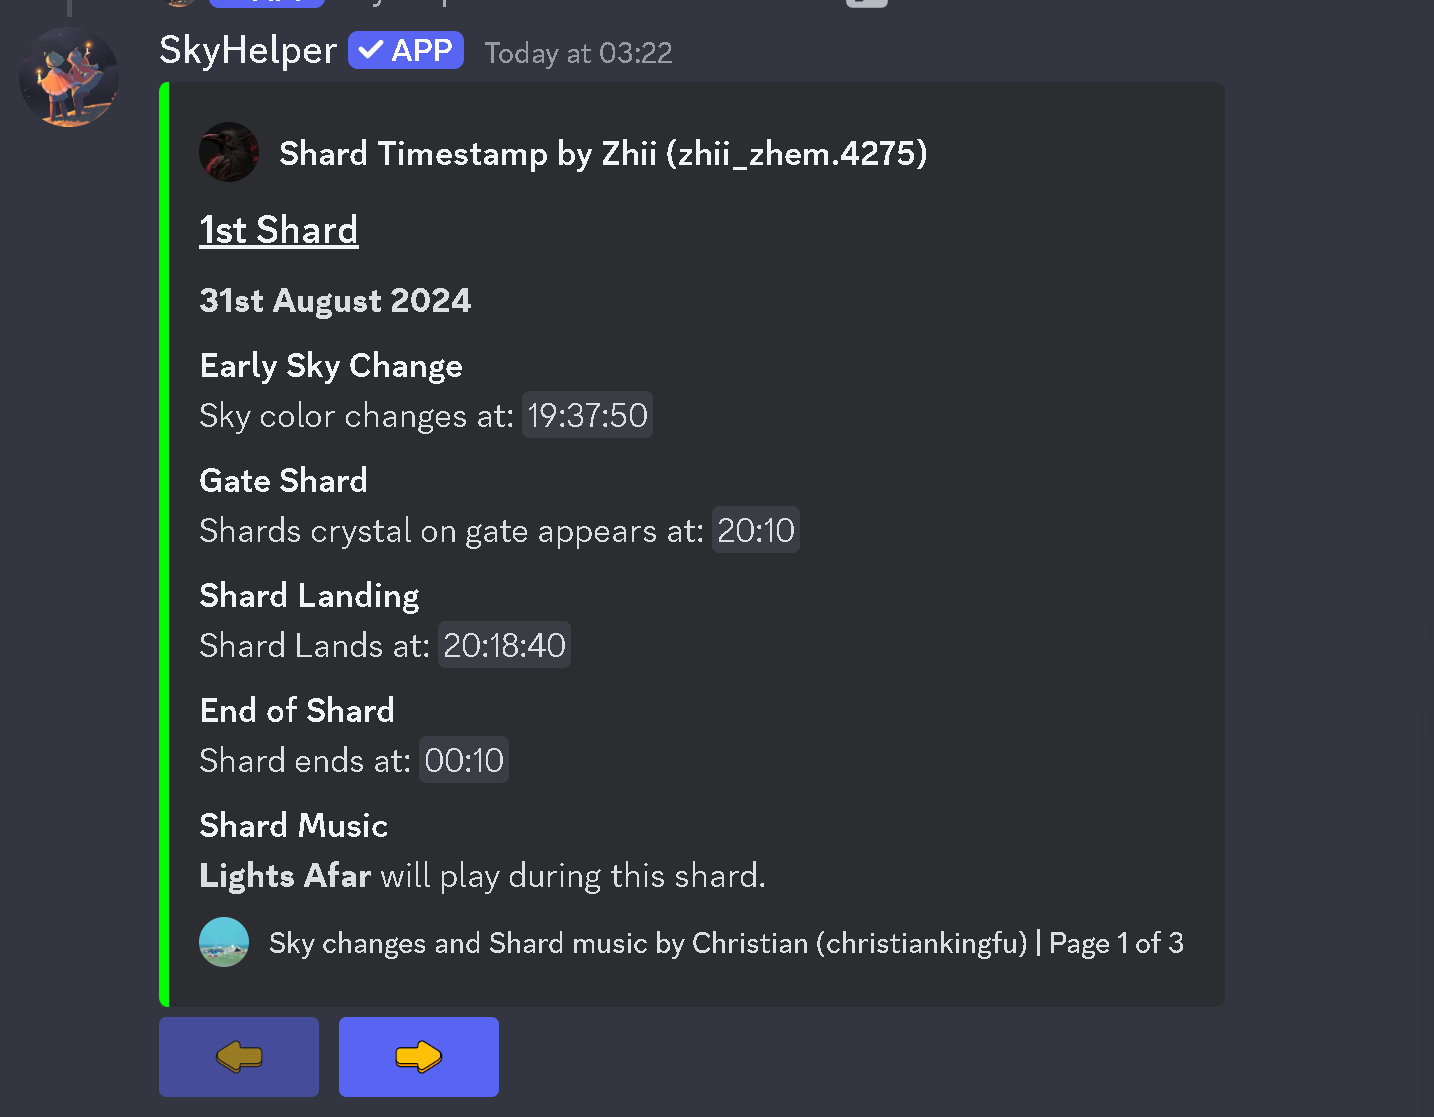 SkyHelper APP Today at 03:22
Shard Timestamp by Zhii (zhii_zhem.4275)
1st Shard
31st August 2024
Early Sky Change
Sky color changes at: 19:37:50
Gate Shard
Shards crystal on gate appears at: 20:10
Shard Landing
Shard Lands at: 20:18:40
End of Shard
Shard ends at: 00:10
Shard Music
Lights Afar will play during this shard.
Sky changes and Shard music by Christian (christiankingfu) | Page 1 of 3